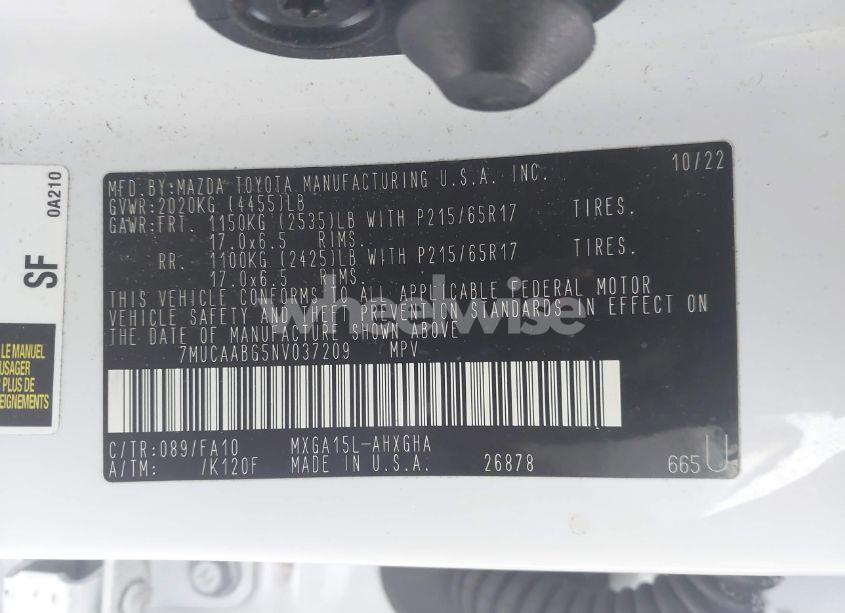 MFD.BY:MAZDA TOYOTA MANUFACTURING U.S.A. INC. 10/22
GVWR:2020KG (4455)LB
GAWR:FRT. 1150KG (2535)LB WITH P215/65R17 TIRES.
17.0x6.5 RIMS.
RR. 1100KG (2425)LB WITH P215/65R17 TIRES.
17.0x6.5 RIMS.
THIS VEHICLE CONFORMS TO ALL APPLICABLE FEDERAL MOTOR
VEHICLE SAFETY AND THEFT PREVENTION STANDARDS IN EFFECT ON
THE DATE OF MANUFACTURE SHOWN ABOVE
7MUCAABG5NV037209 MPV
C/TR:089/FA10 MXGA15L-AHXGHA
A/TM: /K120F MADE IN U.S.A. 26878 665 U
wheelwise
SF 0A210
LE MANUEL
USAGER
PLUS DE
EIGNEMENTS